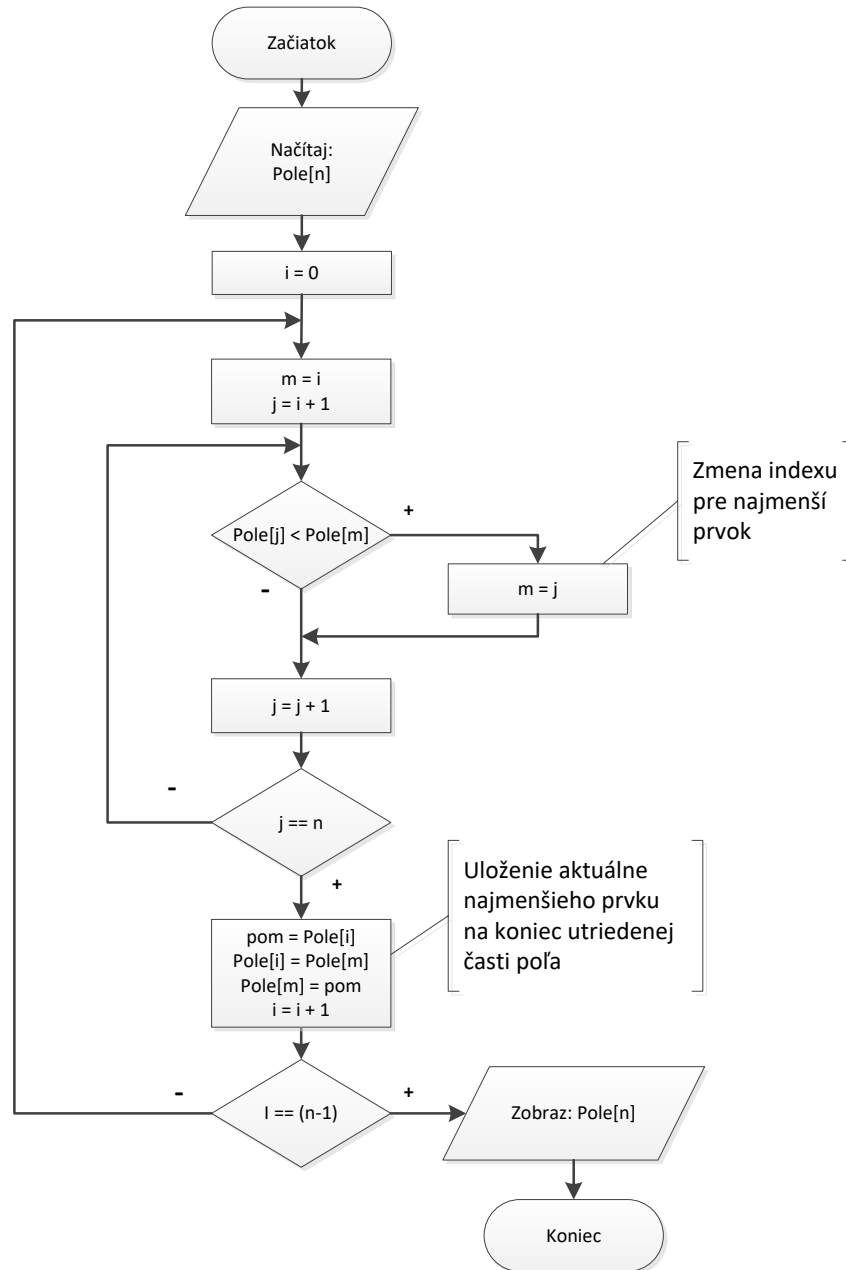 Začiatok
Načítaj:
Pole[n]
i = 0
m = i
j = i + 1
Pole[j] < Pole[m]
+
-
Zmena indexu
pre najmenší
prvok
m = j
j = j + 1
-
j == n
+
Uloženie aktuálne
najmenšieho prvku
na koniec utriedenej
časti poľa
pom = Pole[i]
Pole[i] = Pole[m]
Pole[m] = pom
i = i + 1
-
I == (n-1)
+
Zobraz: Pole[n]
Koniec